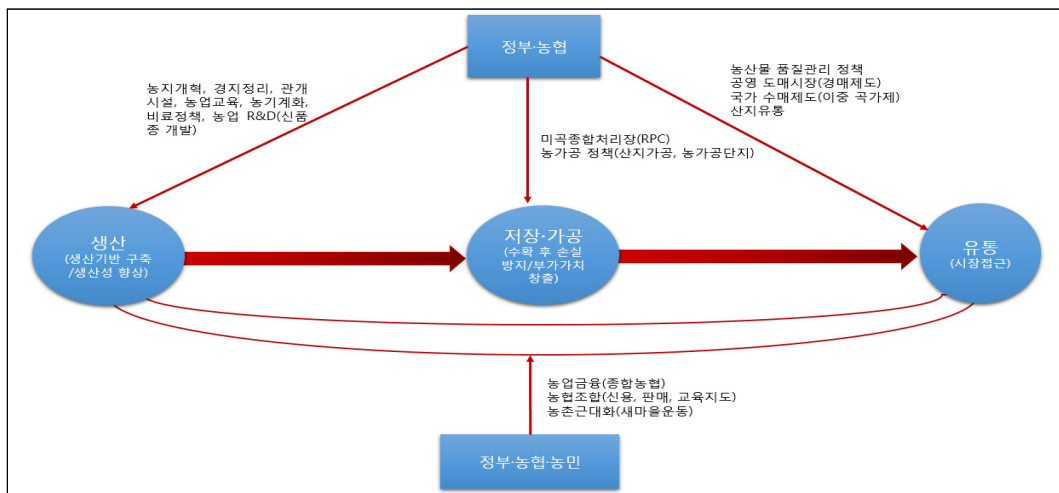 정부·농협
농지개혁, 경지정리, 관개
시설, 농업교육, 농기계화,
비료정책, 농업 R&D(신품
종 개발)
농산물 품질관리 정책
공영 도매시장(경매제도)
국가 수매제도(이중 곡가제)
산지유통
미곡종합처리장(RPC)
농가공 정책(산지가공, 농가공단지)
생산
(생산기반 구축
/생산성 향상)
저장·가공
(수확 후 손실
방지/부가가치
창출)
유통
(시장접근)
농업금융(종합농협)
농협조합(신용, 판매, 교육지도)
농촌근대화(새마을운동)
정부·농협·농민